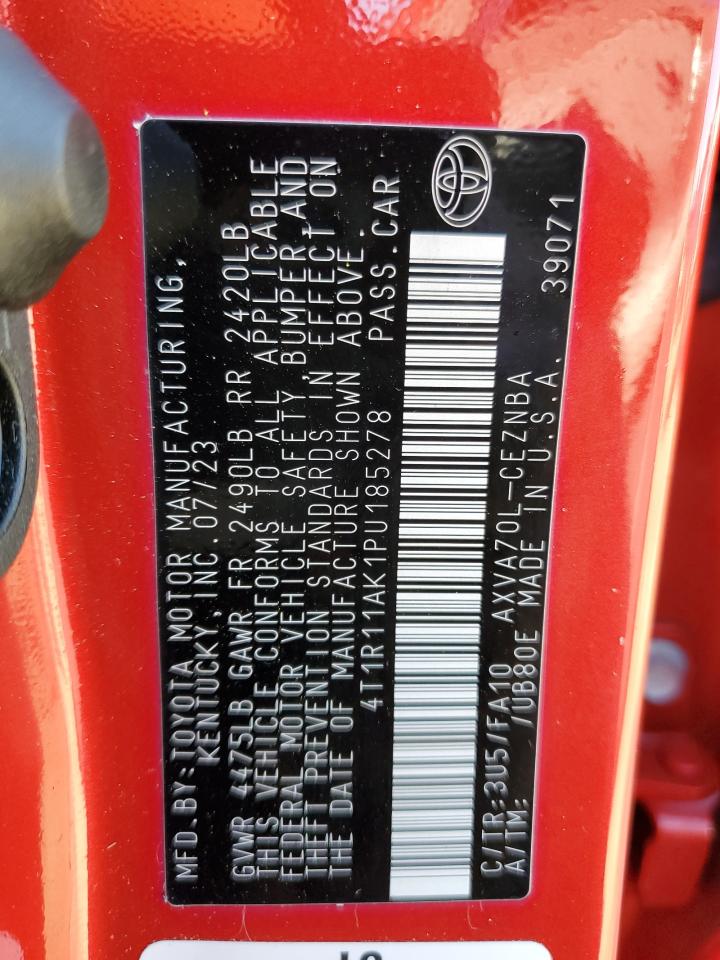 MFD.BY:TOYOTA MOTOR MANUFACTURING,
KENTUCKY,INC.07/23
GVWR 4475LB GAWR FR 2490LB RR 2420LB
THIS VEHICLE CONFORMS TO ALL APPLICABLE
FEDERAL MOTOR VEHICLE SAFETY, BUMPER AND
THEFT PREVENTION STANDARDS IN EFFECT ON
THE DATE OF MANUFACTURE SHOWN ABOVE.
4T1R11AK1PU185278 PASS.CAR
C/TR:3U5/FA10 AXVA70L-CEZNBA
A/TM: /UB80E MADE IN U.S.A. 39071